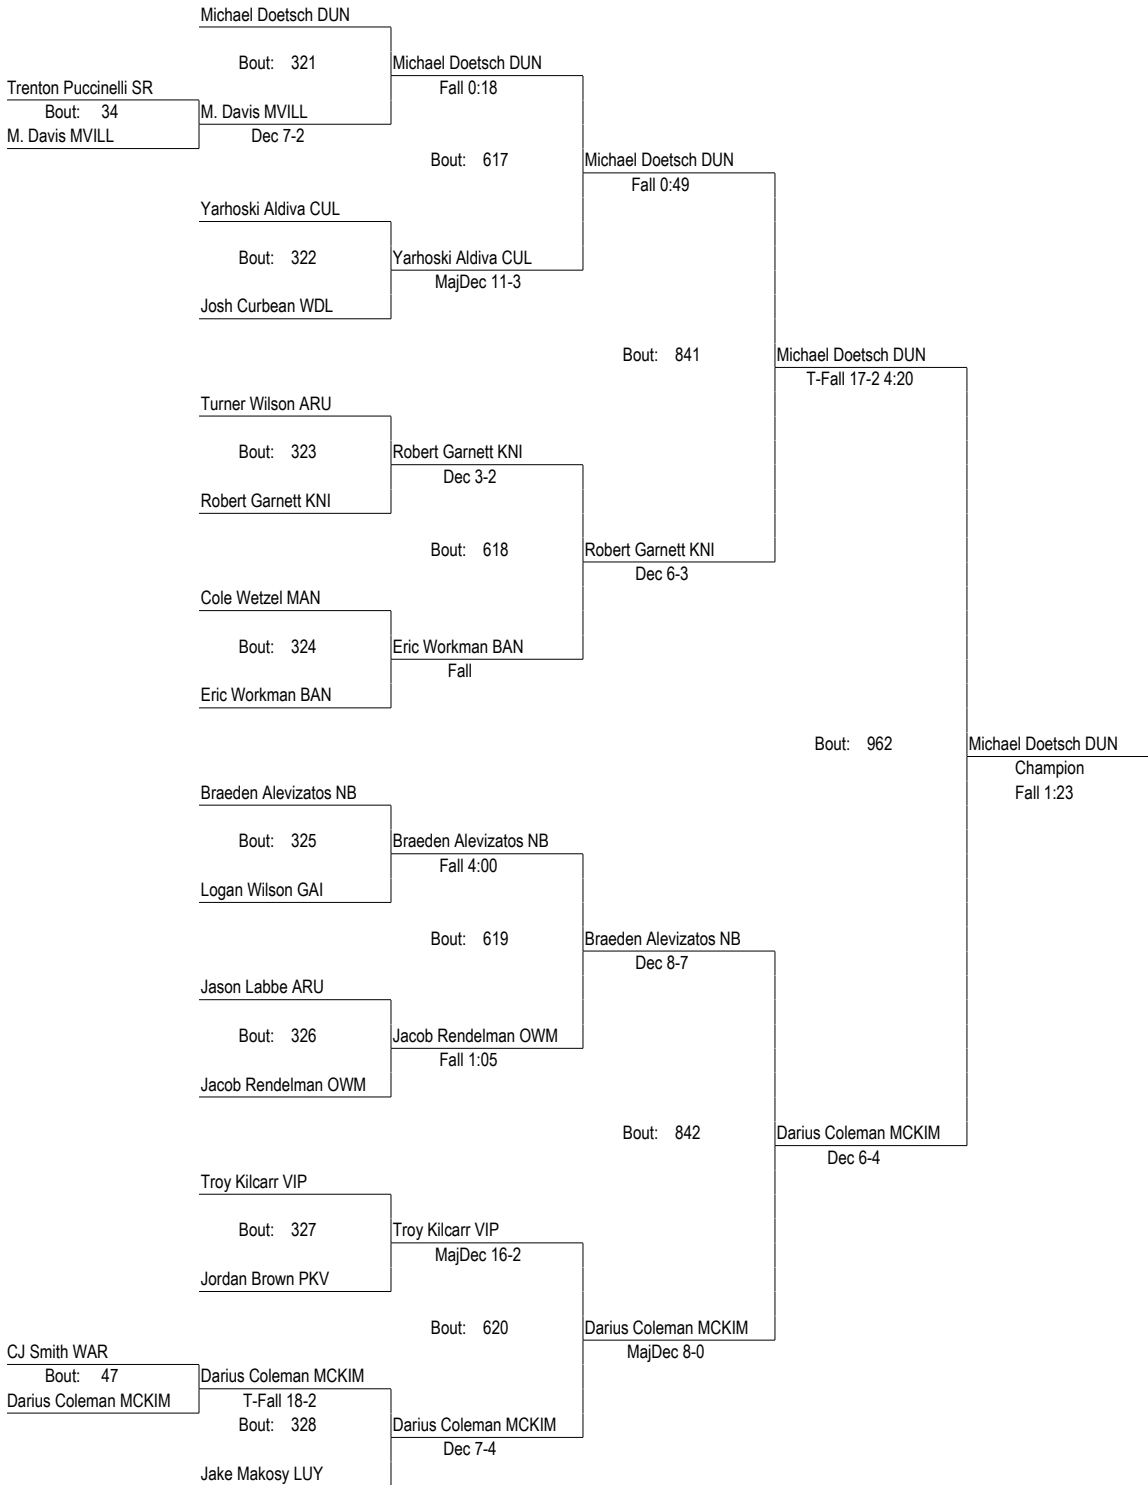 Michael Doetsch DUN
Bout: 321
Michael Doetsch DUN
Fall 0:18
Trenton Puccinelli SR
Bout: 34
M. Davis MVILL
M. Davis MVILL
Dec 7-2
Bout: 617
Michael Doetsch DUN
Fall 0:49
Yarhoski Aldiva CUL
Bout: 322
Yarhoski Aldiva CUL
MajDec 11-3
Josh Curbean WDL
Bout: 841
Michael Doetsch DUN
T-Fall 17-2 4:20
Turner Wilson ARU
Bout: 323
Robert Garnett KNI
Dec 3-2
Robert Garnett KNI
Bout: 618
Robert Garnett KNI
Dec 6-3
Cole Wetzel MAN
Bout: 324
Eric Workman BAN
Fall
Eric Workman BAN
Bout: 962
Michael Doetsch DUN
Champion
Fall 1:23
Braeden Alevizatos NB
Bout: 325
Braeden Alevizatos NB
Fall 4:00
Logan Wilson GAI
Bout: 619
Braeden Alevizatos NB
Dec 8-7
Jason Labbe ARU
Bout: 326
Jacob Rendelman OWM
Fall 1:05
Jacob Rendelman OWM
Bout: 842
Darius Coleman MCKIM
Dec 6-4
Troy Kilcarr VIP
Bout: 327
Troy Kilcarr VIP
MajDec 16-2
Jordan Brown PKV
Bout: 620
Darius Coleman MCKIM
MajDec 8-0
CJ Smith WAR
Bout: 47
Darius Coleman MCKIM
Darius Coleman MCKIM
T-Fall 18-2
Bout: 328
Darius Coleman MCKIM
Dec 7-4
Jake Makosy LUY